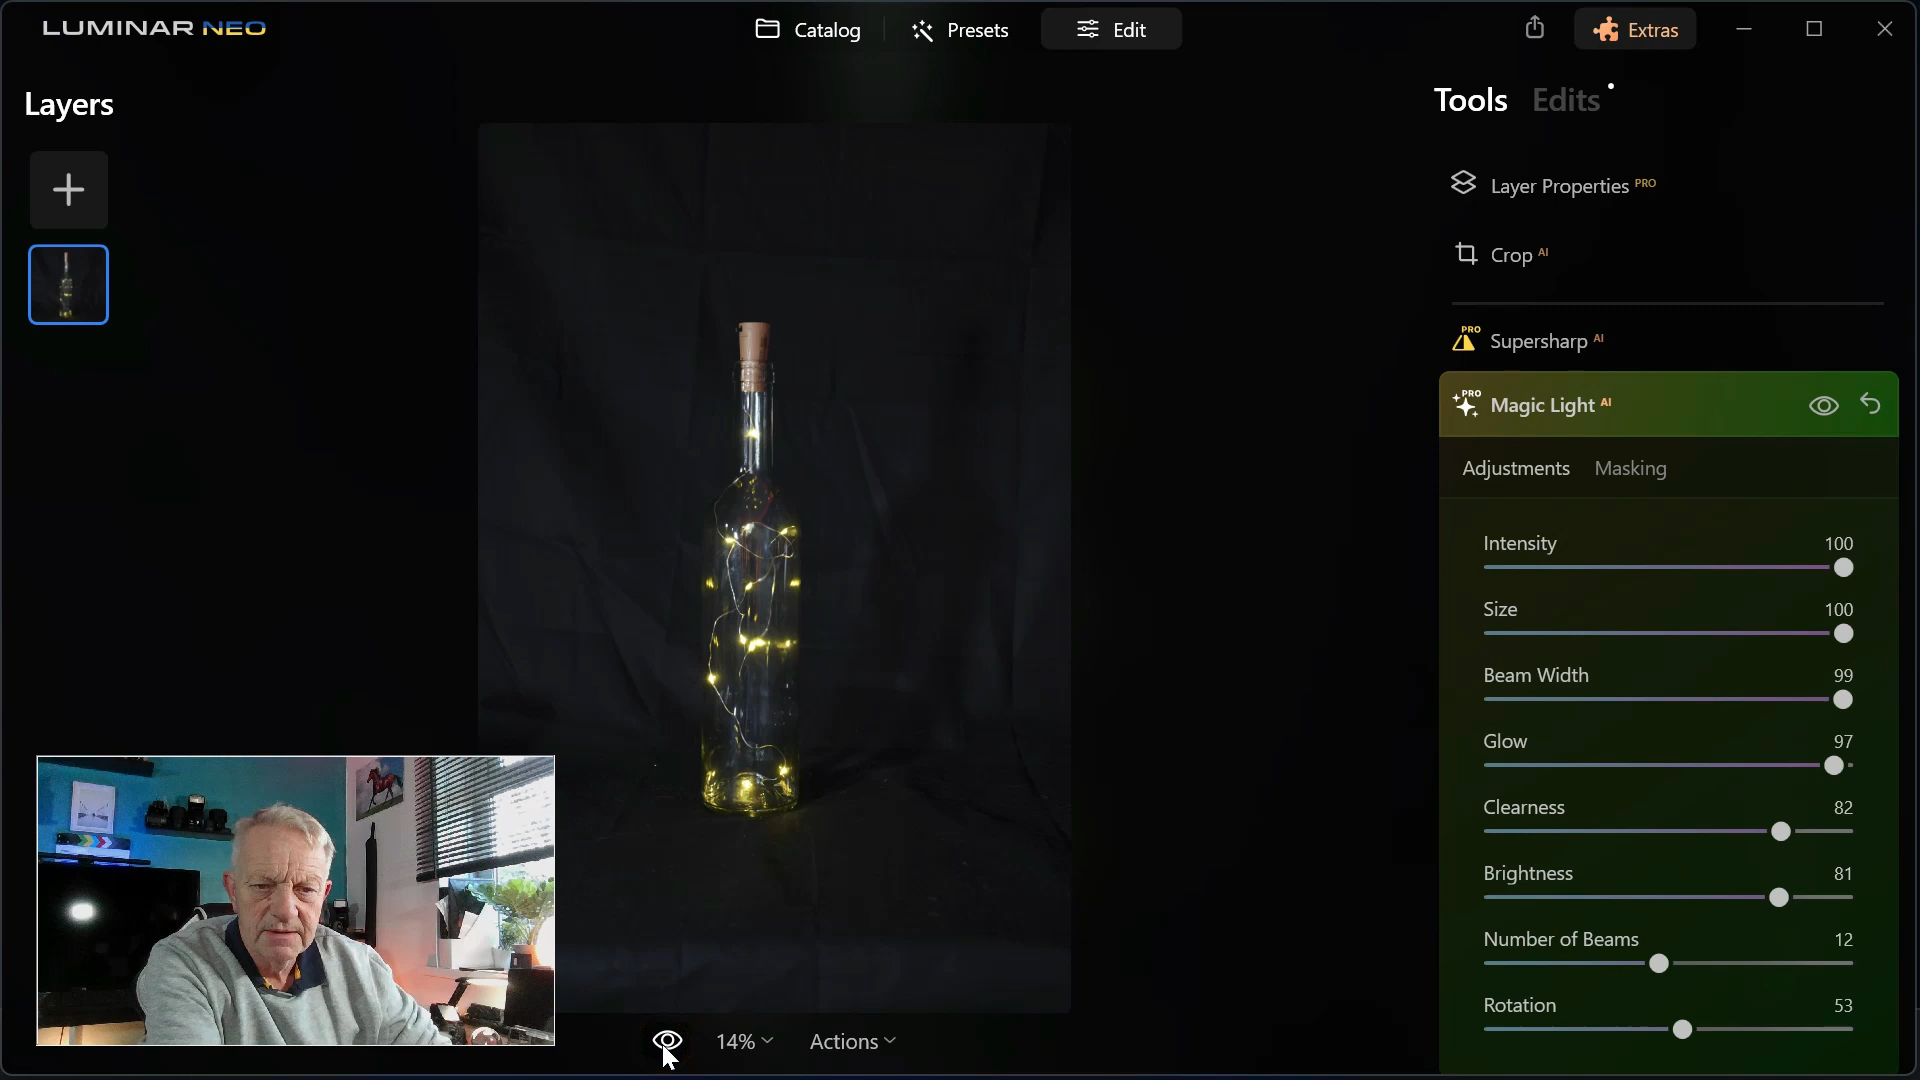 LUMINAR NEO
Catalog
Presets
Edit
Extras
Layers
Tools Edits
Layer Properties PRO
Crop AI
PRO
Supersharp AI
PRO
Magic Light AI
Adjustments Masking
Intensity 100
Size 100
Beam Width 99
Glow 97
Clearness 82
Brightness 81
Number of Beams 12
Rotation 53
14% Actions